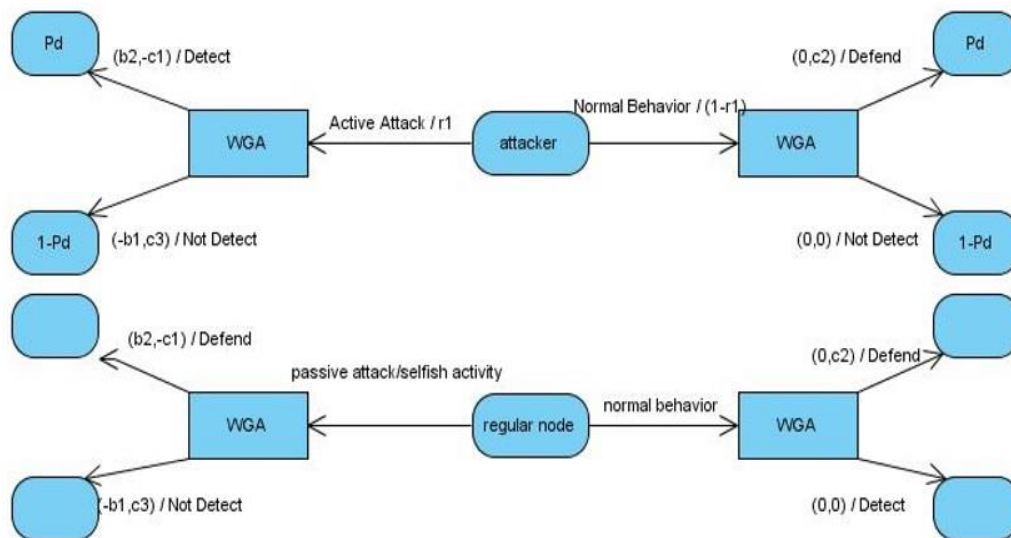 Pd
(b2,-c1) / Detect
(0,c2) / Defend
Pd
Active Attack / r1
Normal Behavior / (1-r1)
WGA
attacker
WGA
1-Pd
(-b1,c3) / Not Detect
(0,0) / Not Detect
1-Pd
(b2,-c1) / Defend
(0,c2) / Defend
passive attack/selfish activity
normal behavior
WGA
regular node
WGA
(-b1,c3) / Not Detect
(0,0) / Detect